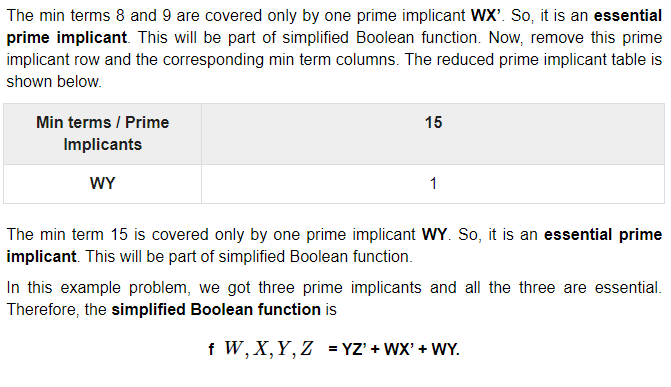 The min terms 8 and 9 are covered only by one prime implicant WX’. So, it is an essential
prime implicant. This will be part of simplified Boolean function. Now, remove this prime
implicant row and the corresponding min term columns. The reduced prime implicant table is
shown below.
Min terms / Prime
Implicants
15
WY
1
The min term 15 is covered only by one prime implicant WY. So, it is an essential prime
implicant. This will be part of simplified Boolean function.
In this example problem, we got three prime implicants and all the three are essential.
Therefore, the simplified Boolean function is
f W, X, Y, Z = YZ’ + WX’ + WY.